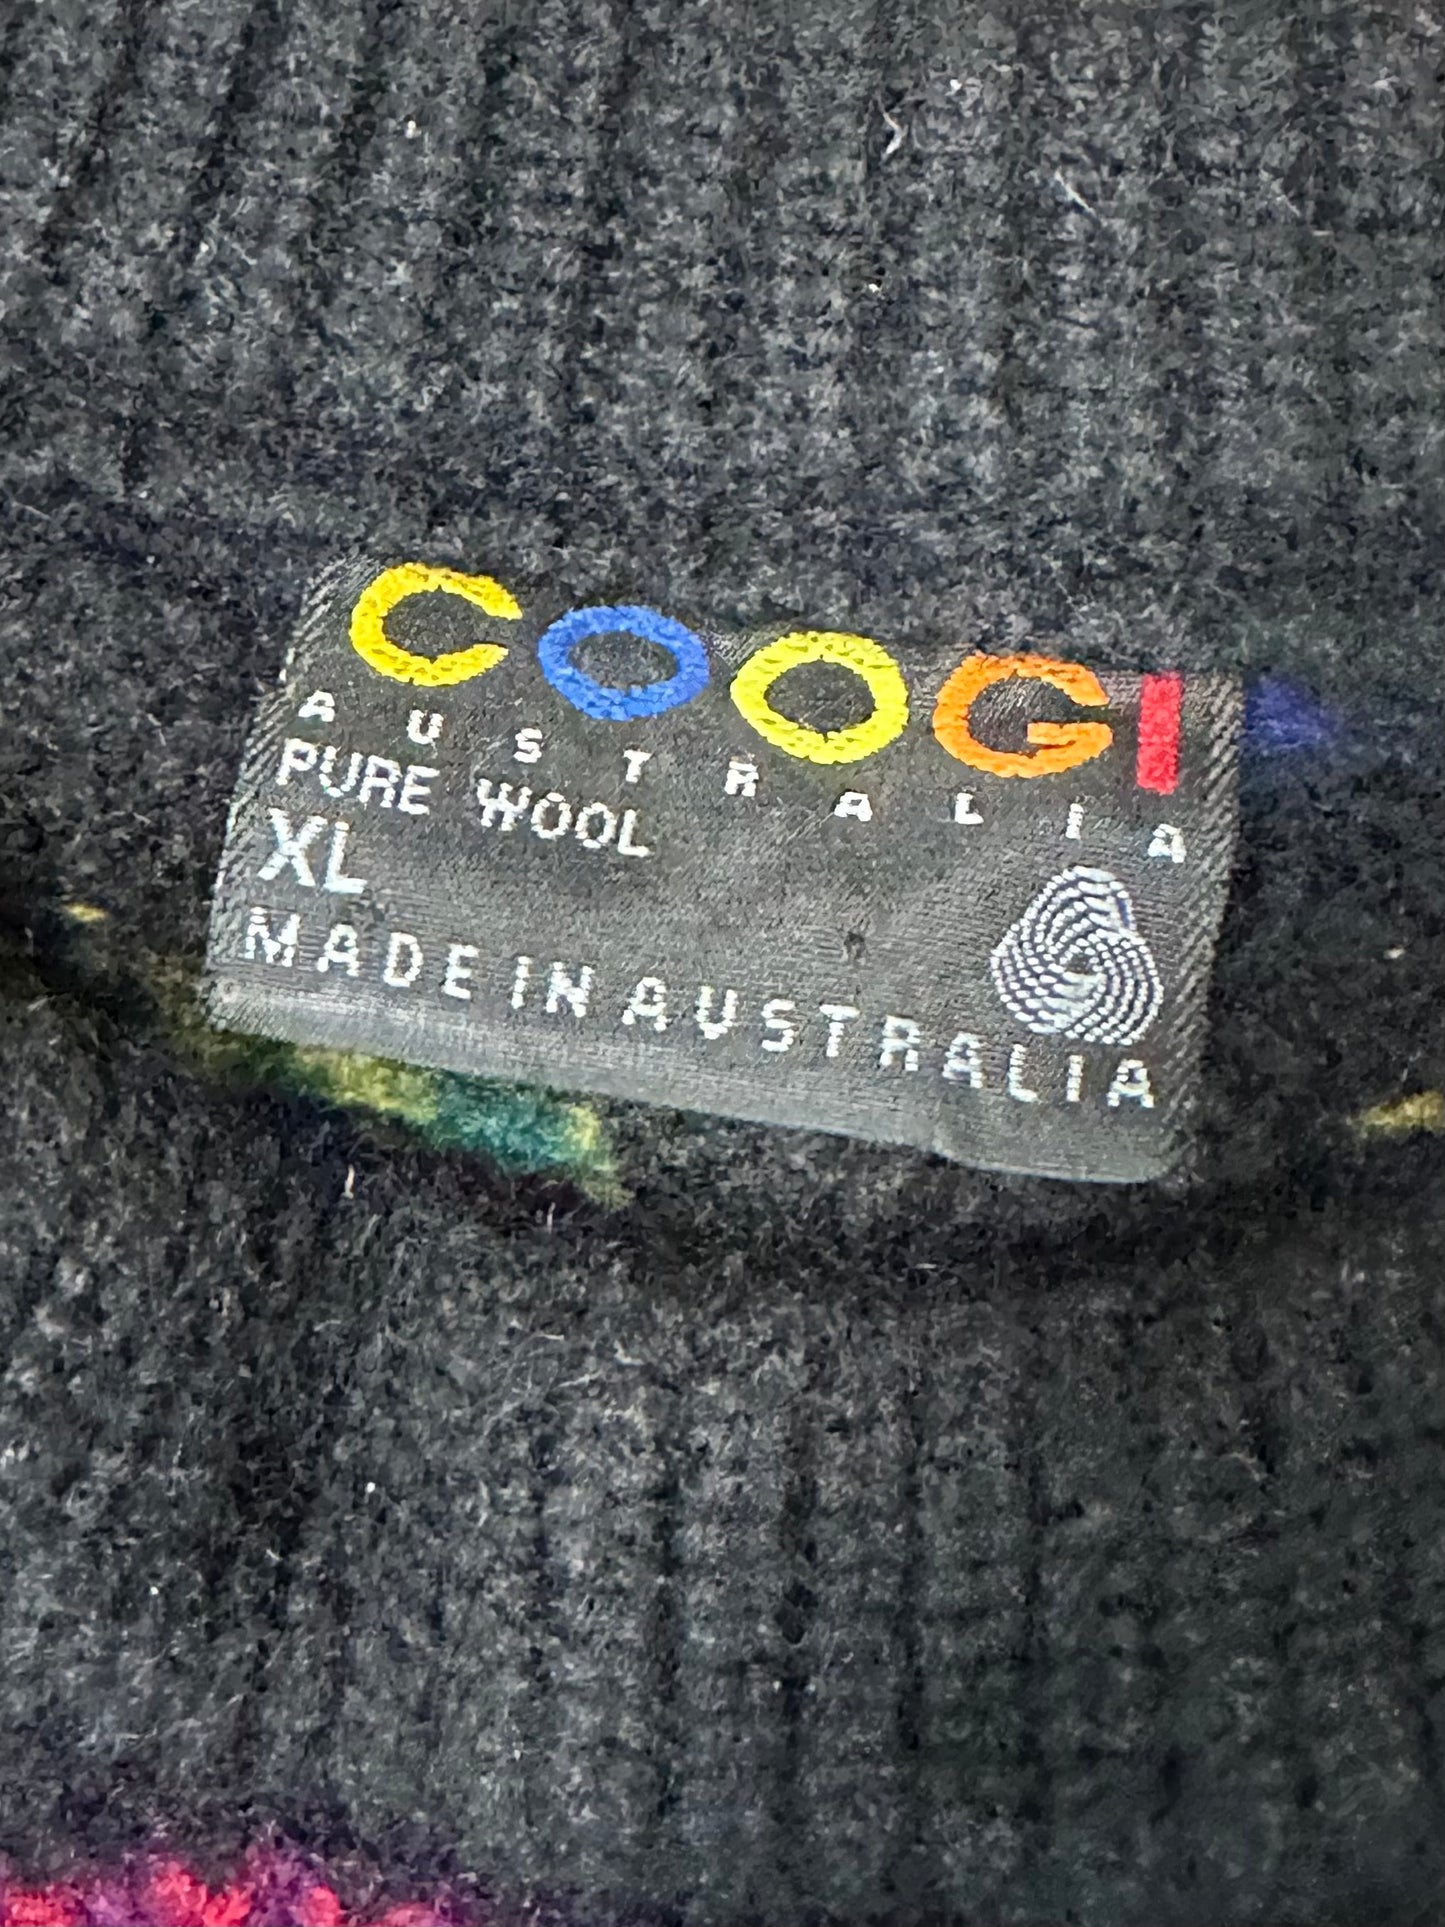 COOGI
AUSTRALIA
PURE WOOL
XL
MADE IN AUSTRALIA